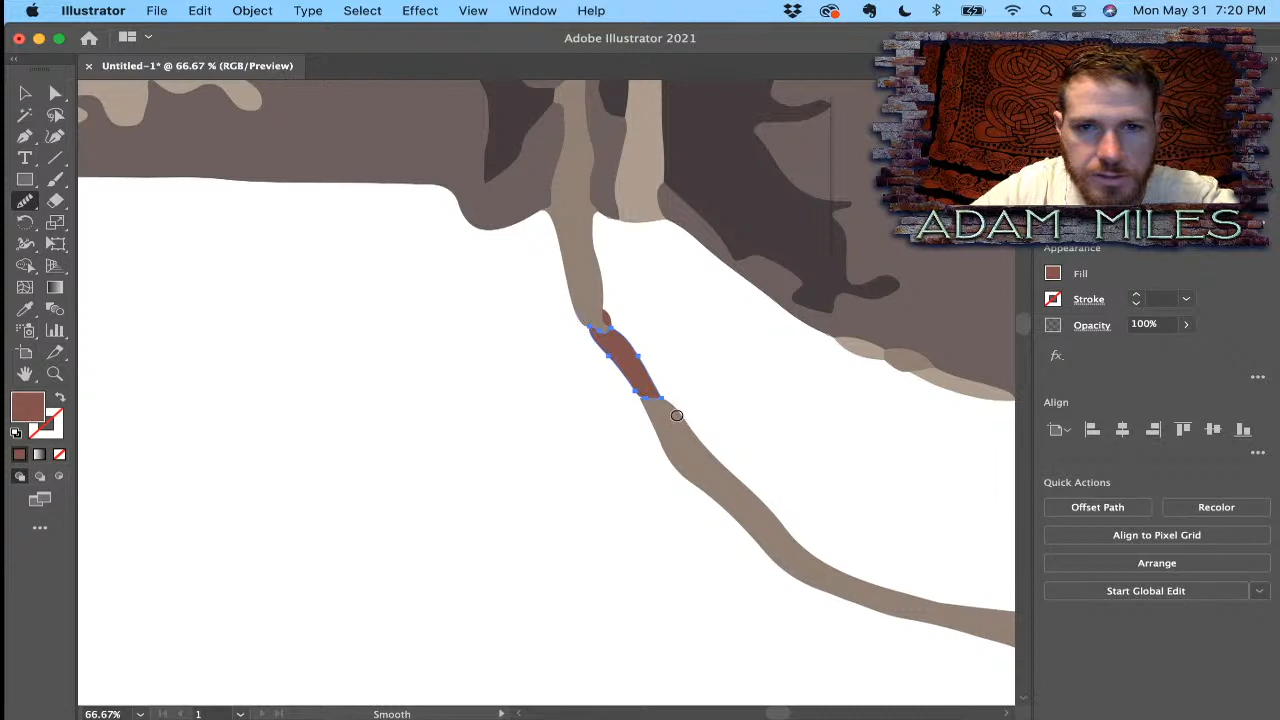 Illustrator File Edit Object Type Select Effect View Window Help Mon May 31 7:20 PM
Adobe Illustrator 2021
Untitled-1* @ 66.67 % (RGB/Preview)
ADAM MILES
Appearance
Fill
Stroke
Opacity 100%
fx.
Align
Quick Actions
Offset Path Recolor
Align to Pixel Grid
Arrange
Start Global Edit
66.67% 1 Smooth